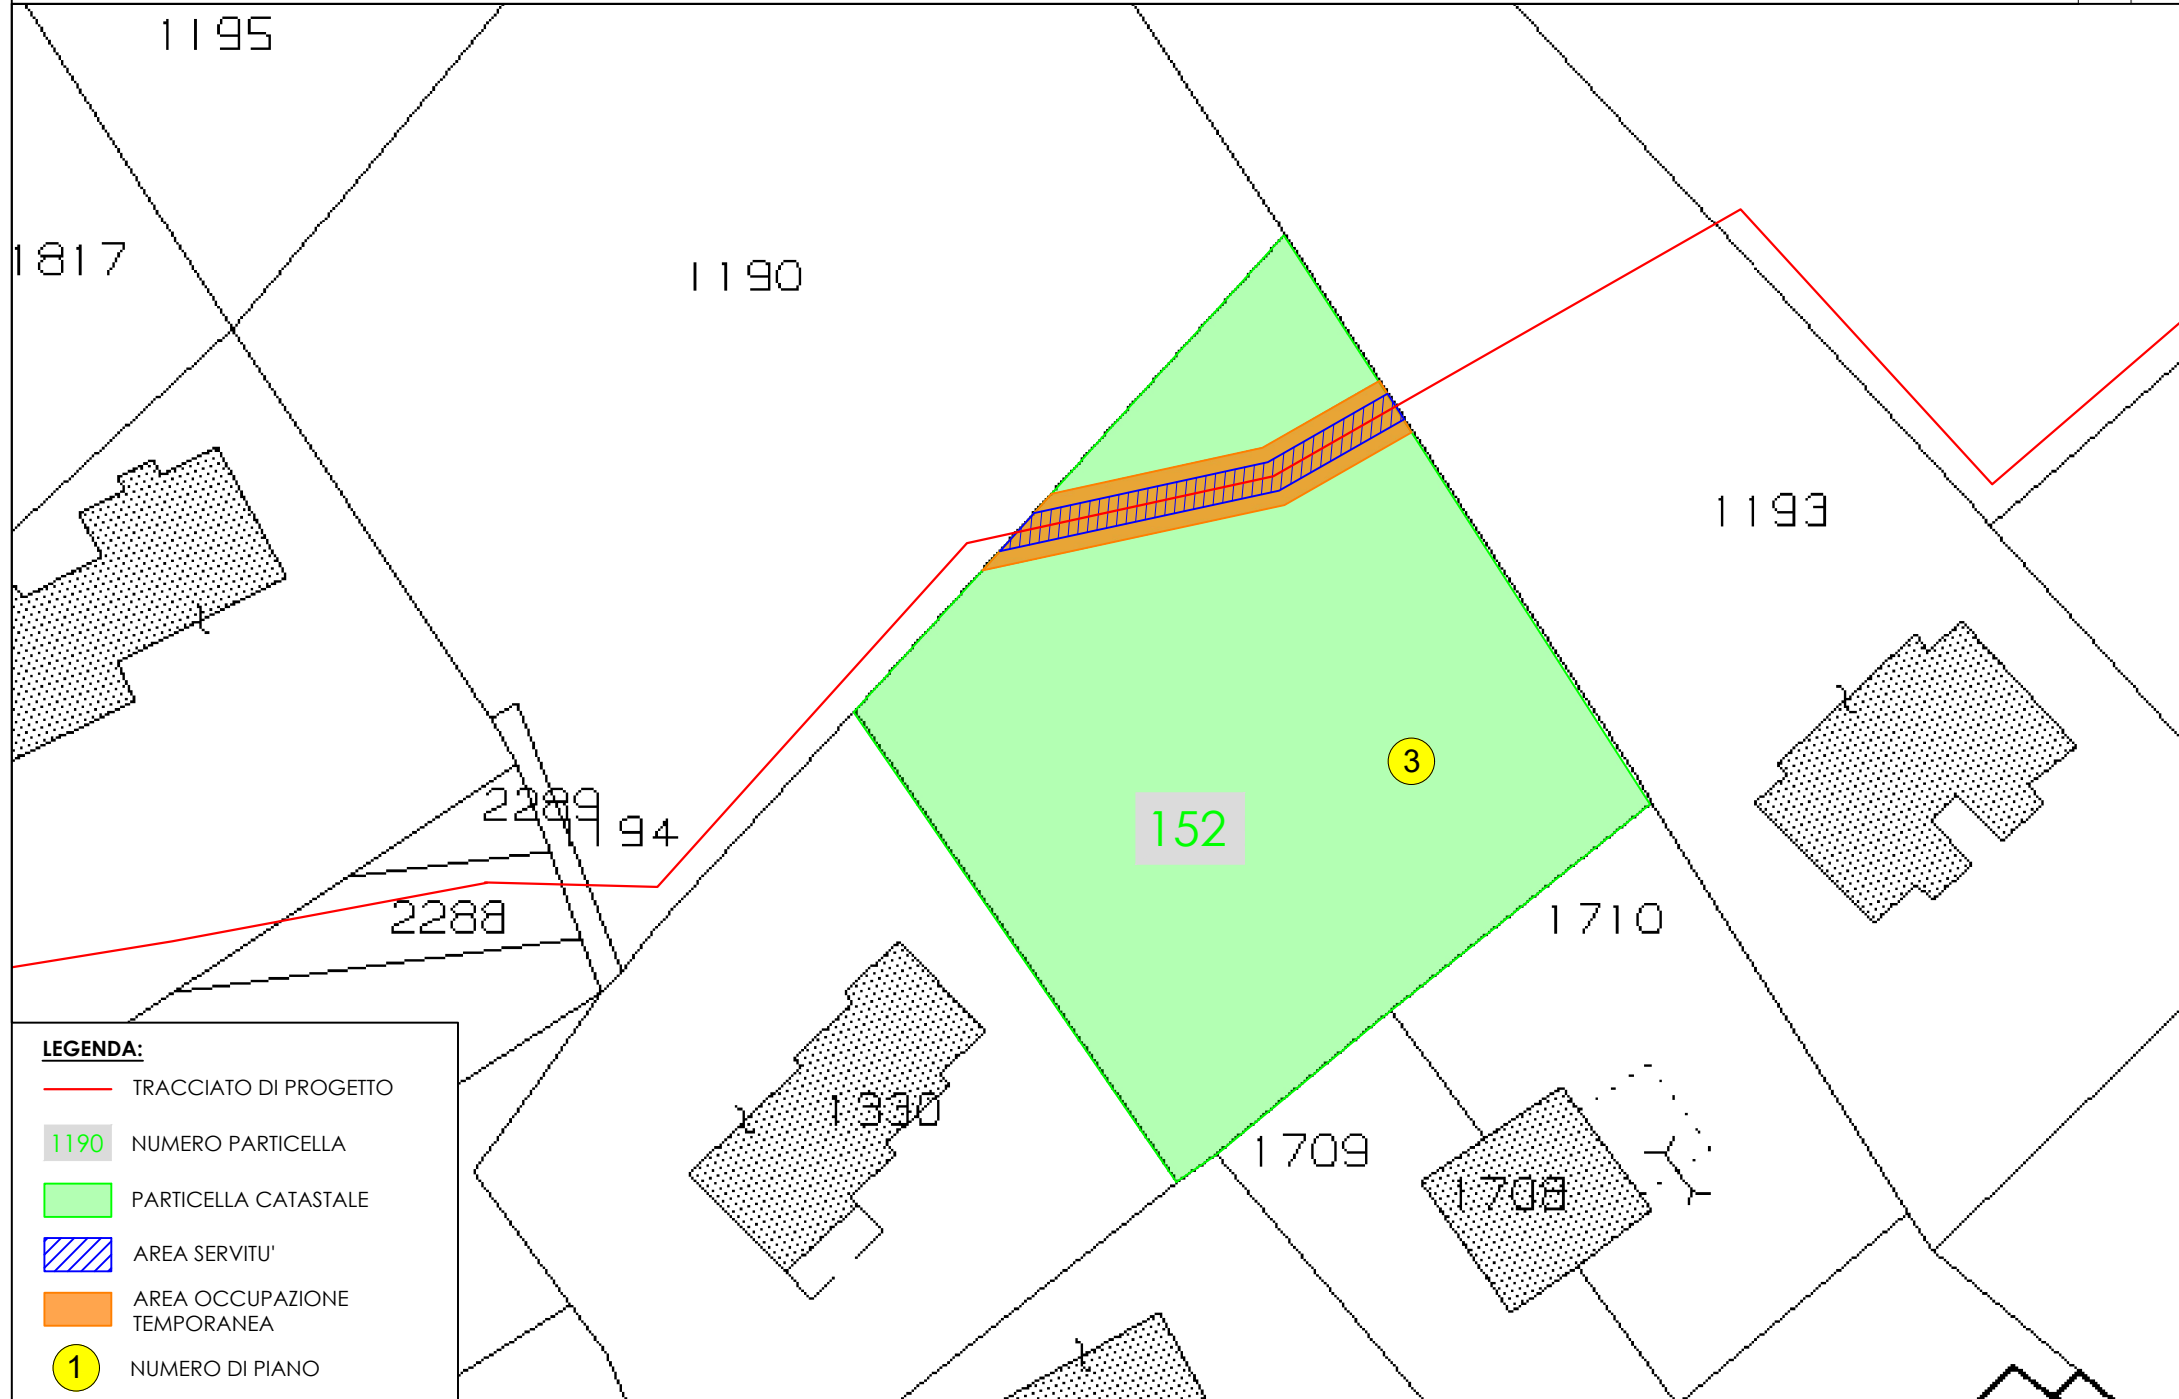 1195
1817
1190
1193
2289
1194
152
3
2288
1710
1330
1709
1708
LEGENDA:
TRACCIATO DI PROGETTO
1190 NUMERO PARTICELLA
PARTICELLA CATASTALE
AREA SERVITU'
AREA OCCUPAZIONE
TEMPORANEA
1 NUMERO DI PIANO